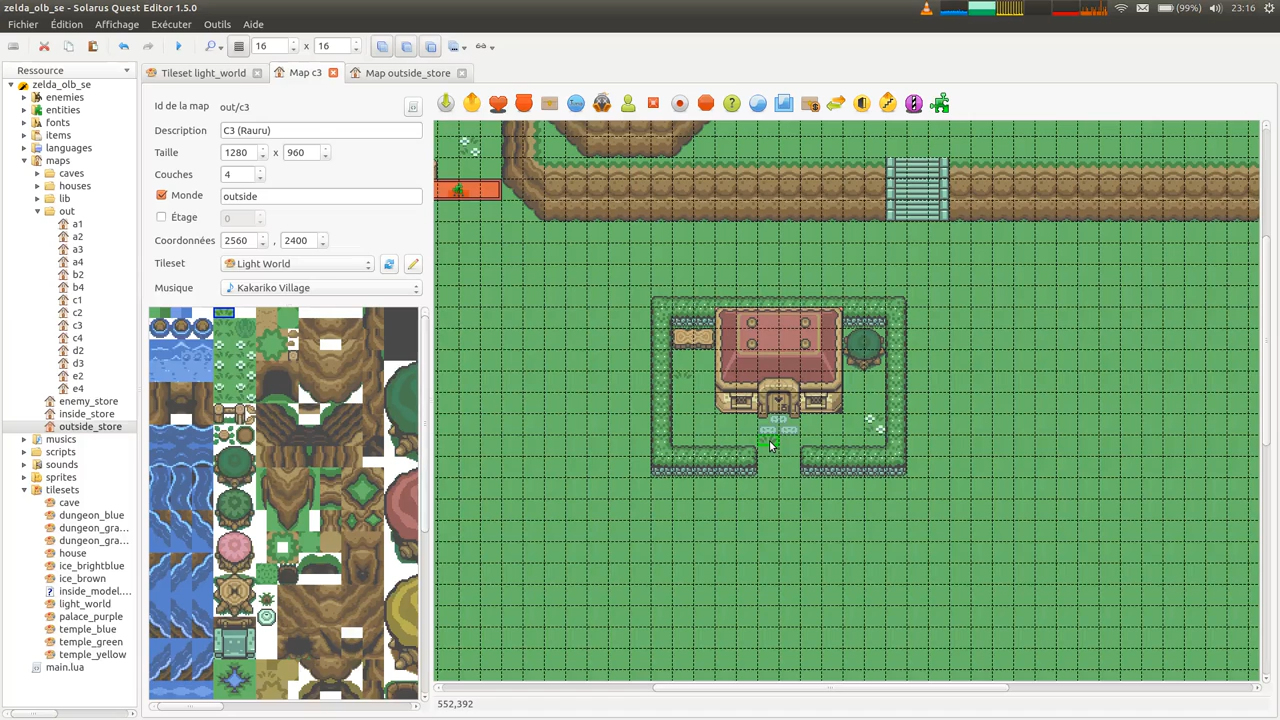 zelda_olb_se - Solarus Quest Editor 1.5.0
(99%) 23:16
Fichier Édition Affichage Exécuter Outils Aide
16 x 16
Ressource
zelda_olb_se
enemies
entities
fonts
items
languages
maps
caves
houses
lib
out
a1
a2
a3
a4
b2
b4
c1
c2
c3
c4
d2
d3
e2
e4
enemy_store
inside_store
outside_store
musics
scripts
sounds
sprites
tilesets
cave
dungeon_blue
dungeon_gra...
dungeon_gra...
house
ice_brightblue
ice_brown
inside_model....
light_world
palace_purple
temple_blue
temple_green
temple_yellow
main.lua
Tileset light_world
Map c3
Map outside_store
Id de la map out/c3
Description C3 (Rauru)
Taille 1280 x 960
Couches 4
Monde outside
Étage 0
Coordonnées 2560 , 2400
Tileset Light World
Musique Kakariko Village
552,392